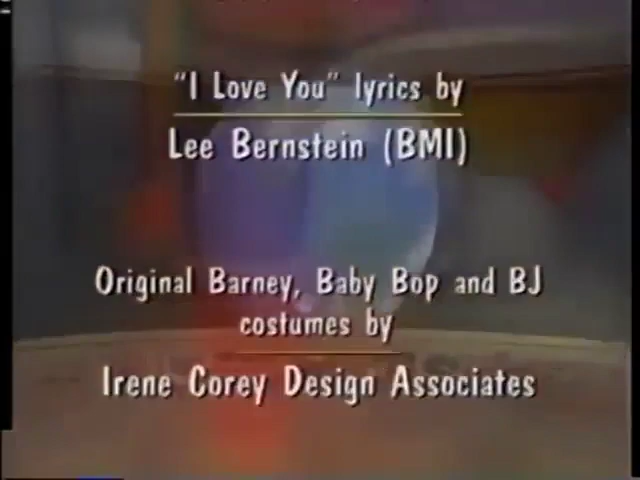 "I Love You" lyrics by
Lee Bernstein (BMI)
Original Barney, Baby Bop and BJ
costumes by
Irene Corey Design Associates